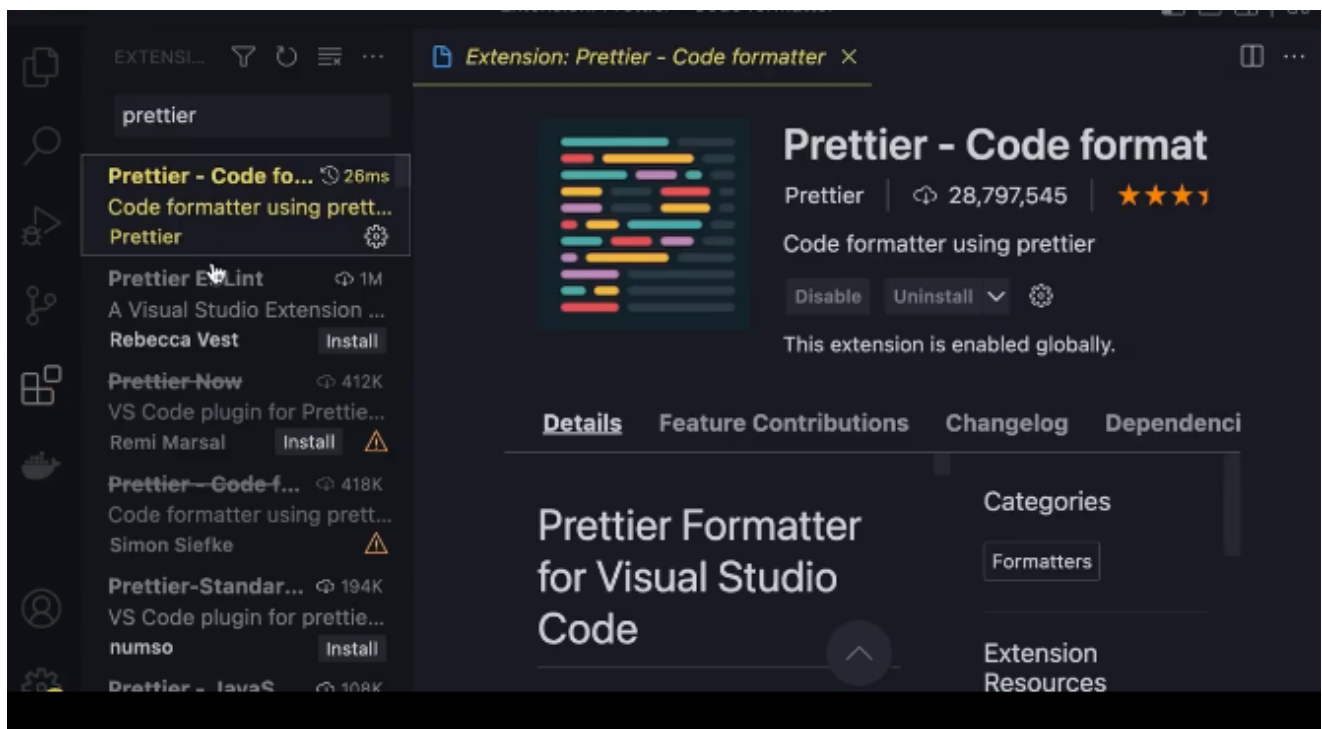 EXTENSI...
prettier
Prettier - Code fo... 26ms
Code formatter using prett...
Prettier
Prettier ESLint 1M
A Visual Studio Extension ...
Rebecca Vest Install
Prettier Now 412K
VS Code plugin for Prettie...
Remi Marsal Install
Prettier - Code f... 418K
Code formatter using prett...
Simon Siefke
Prettier-Standar... 194K
VS Code plugin for prettie...
numso Install
Prettier - JavaS 108K
Extension: Prettier - Code formatter
Prettier - Code format
Prettier 28,797,545
Code formatter using prettier
Disable Uninstall
This extension is enabled globally.
Details Feature Contributions Changelog Dependenci
Prettier Formatter
for Visual Studio
Code
Categories
Formatters
Extension
Resources